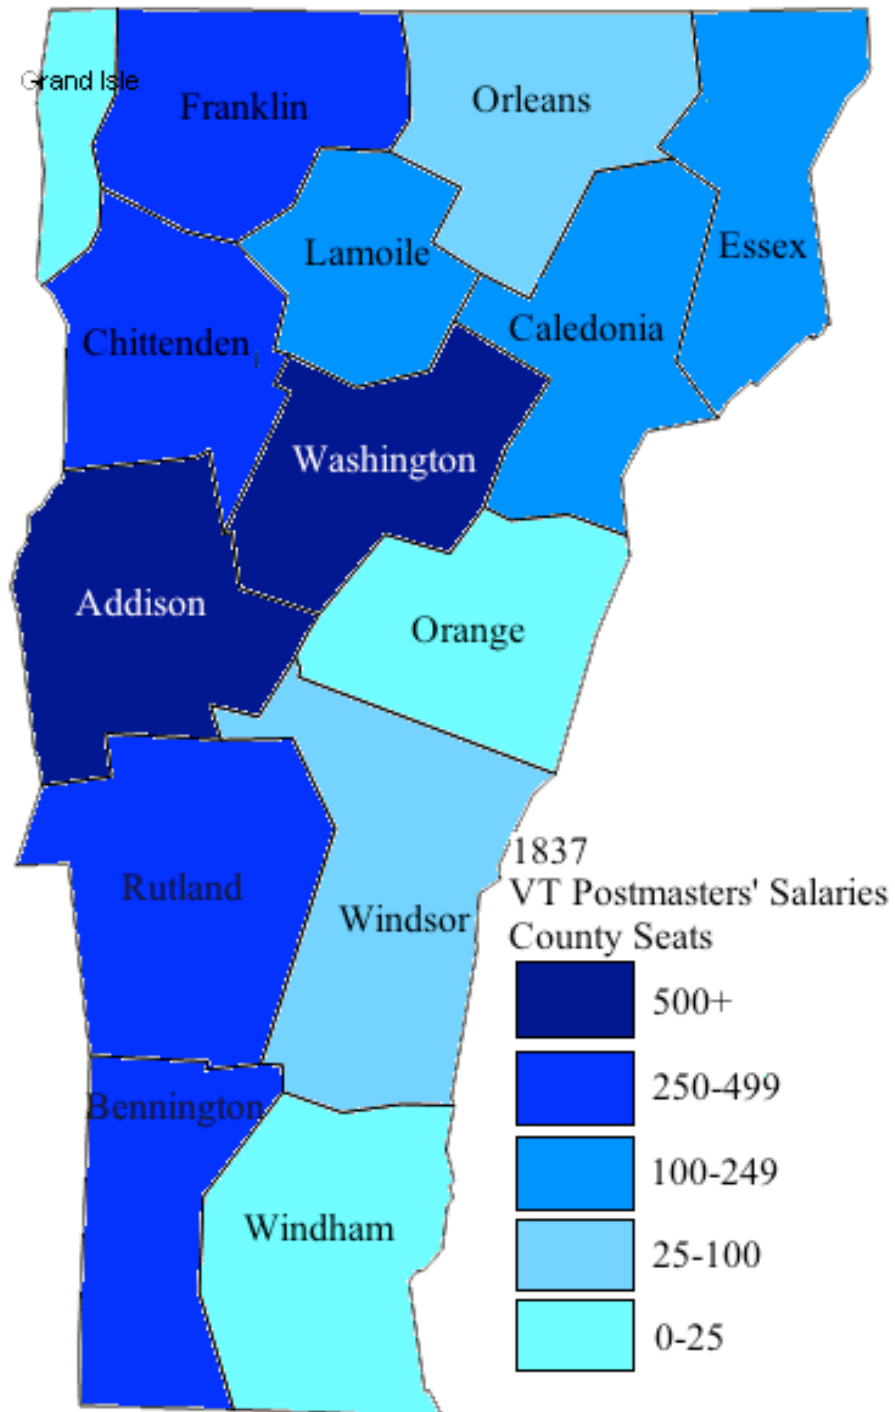 Grand Isle
Franklin
Orleans
Lamoile
Essex
Caledonia
Chittenden
Washington
Addison
Orange
Rutland
Windsor
Bennington
Windham
1837
VT Postmasters' Salaries
County Seats
500+
250-499
100-249
25-100
0-25